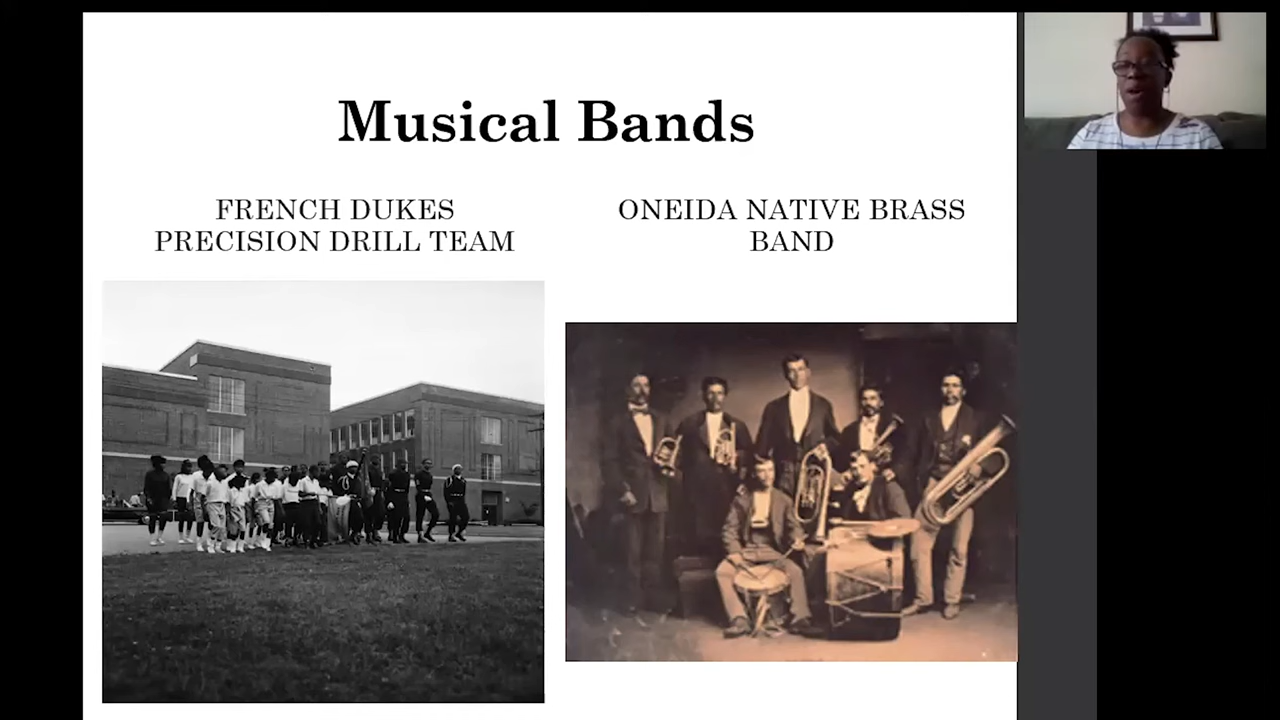 Musical Bands
FRENCH DUKES
PRECISION DRILL TEAM
ONEIDA NATIVE BRASS
BAND